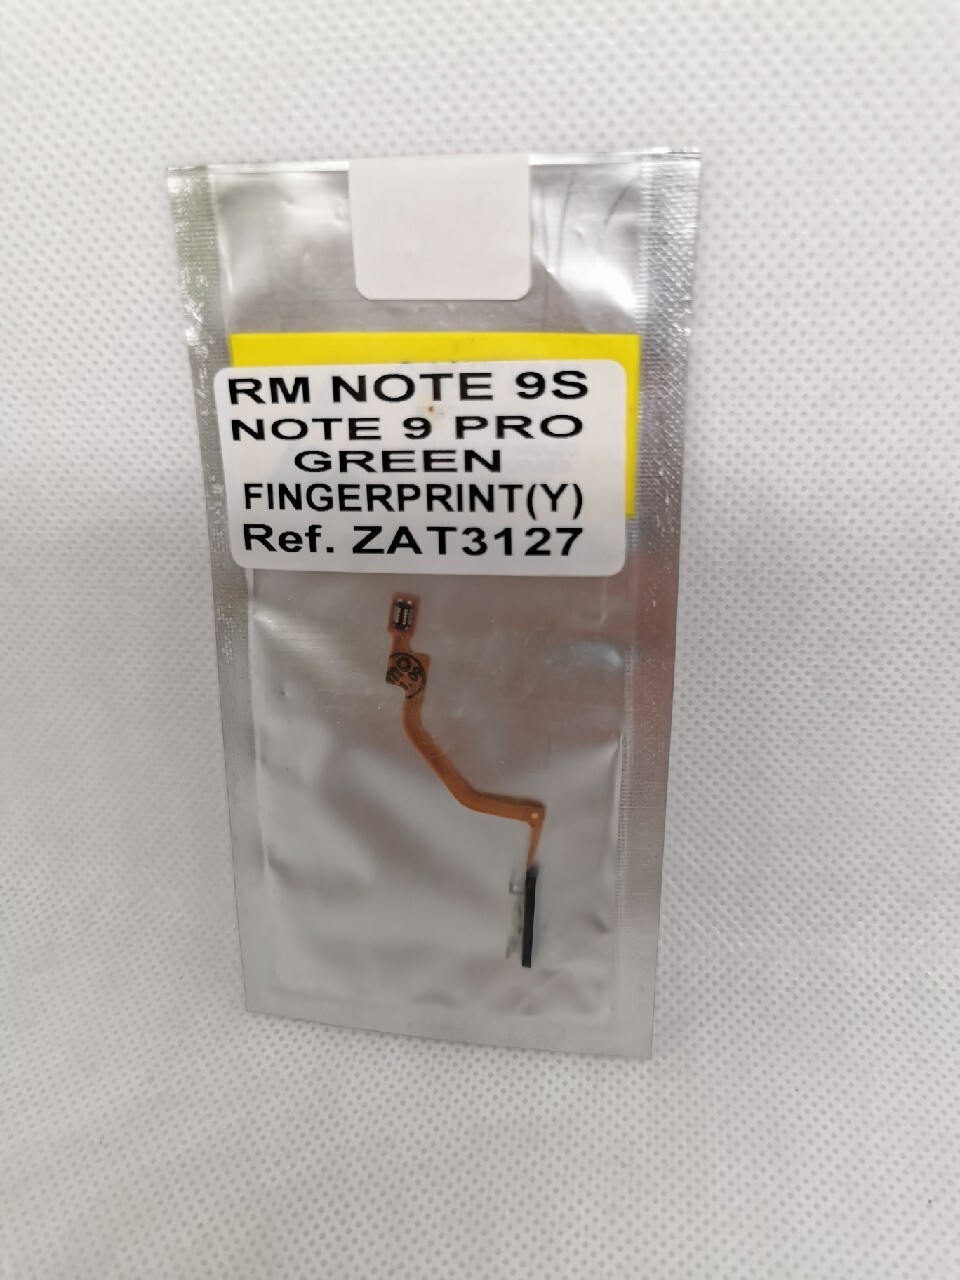 RM NOTE 9S
NOTE 9 PRO
GREEN
FINGERPRINT(Y)
Ref. ZAT3127